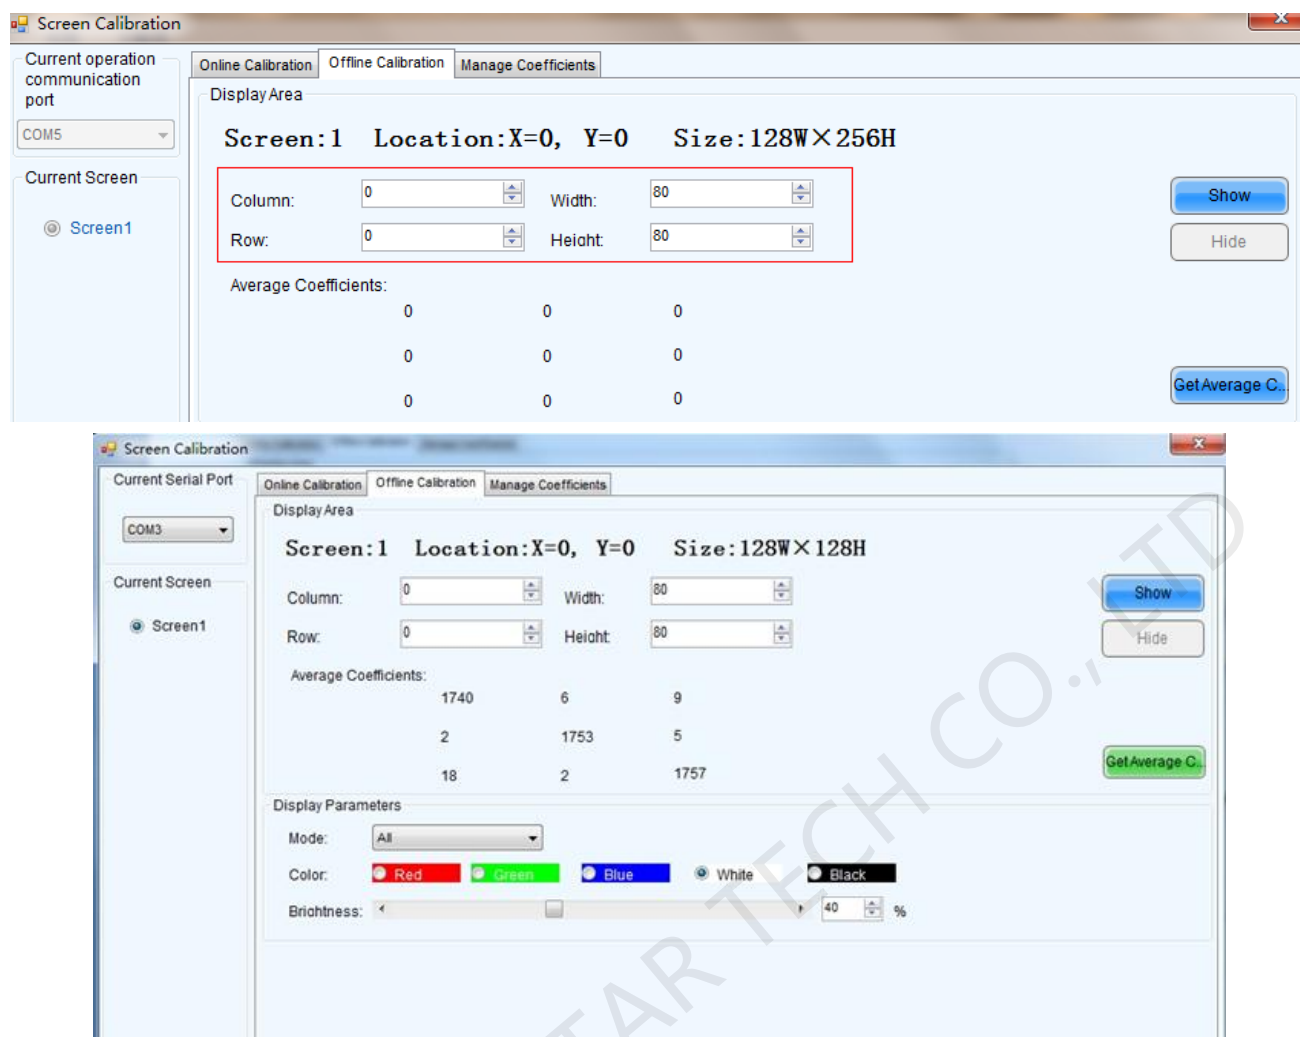 Screen Calibration
x
Current operation communication port
COM5
Current Screen
Screen1
Online Calibration Offline Calibration Manage Coefficients
Display Area
Screen:1 Location:X=0, Y=0 Size:128W×256H
Column: 0 Width: 80
Row: 0 Height: 80
Show
Hide
Average Coefficients:
0 0 0
0 0 0
0 0 0
Get Average C...
Screen Calibration
x
Current Serial Port
COM3
Current Screen
Screen1
Online Calibration Offline Calibration Manage Coefficients
Display Area
Screen:1 Location:X=0, Y=0 Size:128W×128H
Column: 0 Width: 80
Row: 0 Height: 80
Show
Hide
Average Coefficients:
1740 6 9
2 1753 5
18 2 1757
Get Average C...
Display Parameters
Mode: All
Color: Red Green Blue White Black
Brightness: 40 %
TAR TECH CO., LTD